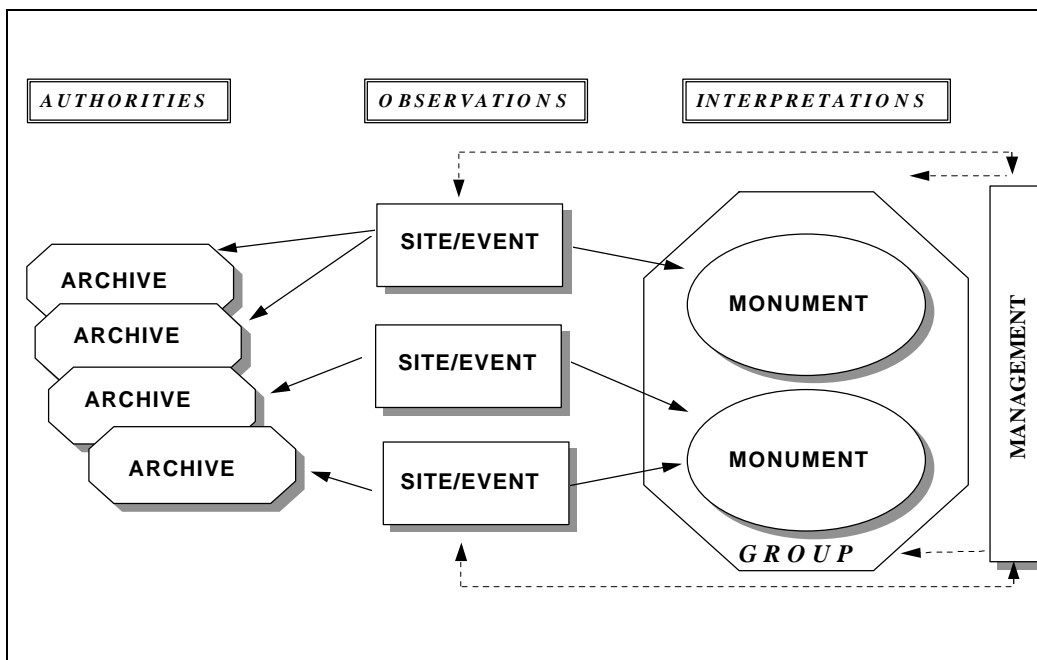 AUTHORITIES
OBSERVATIONS
INTERPRETATIONS
ARCHIVE
ARCHIVE
ARCHIVE
ARCHIVE
SITE/EVENT
SITE/EVENT
SITE/EVENT
MONUMENT
MONUMENT
GROUP
MANAGEMENT